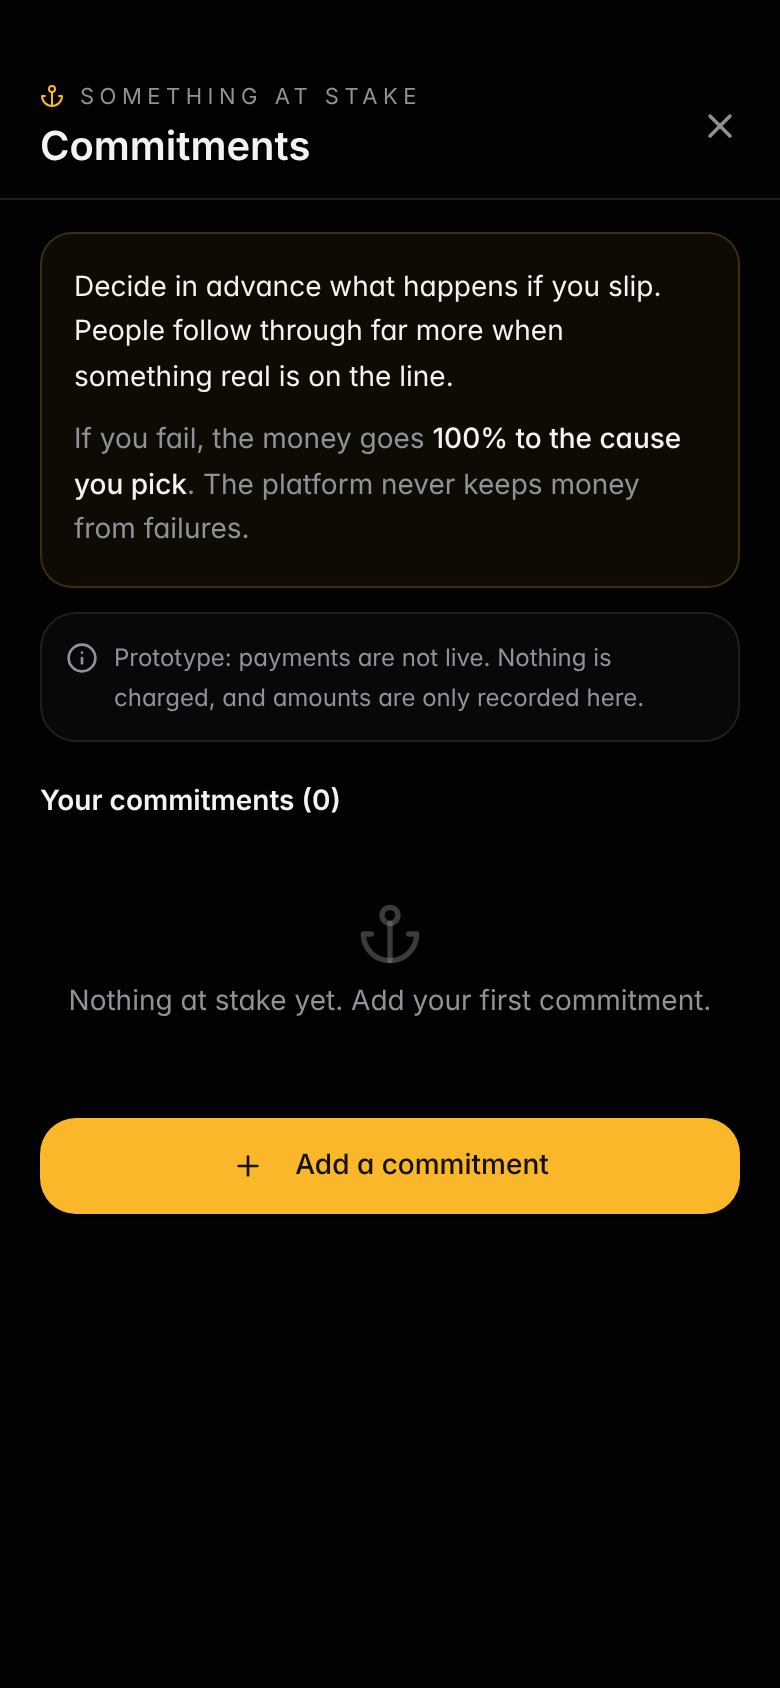 SOMETHING AT STAKE
Commitments
Decide in advance what happens if you slip.
People follow through far more when
something real is on the line.
If you fail, the money goes 100% to the cause
you pick. The platform never keeps money
from failures.
Prototype: payments are not live. Nothing is
charged, and amounts are only recorded here.
Your commitments (0)
Nothing at stake yet. Add your first commitment.
Add a commitment